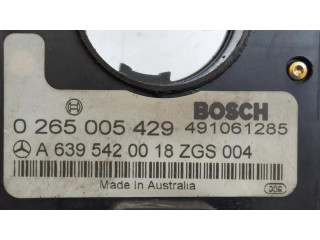 BOSCH
0 265 005 429 491061285
A 639 542 00 18 ZGS 004
Made in Australia